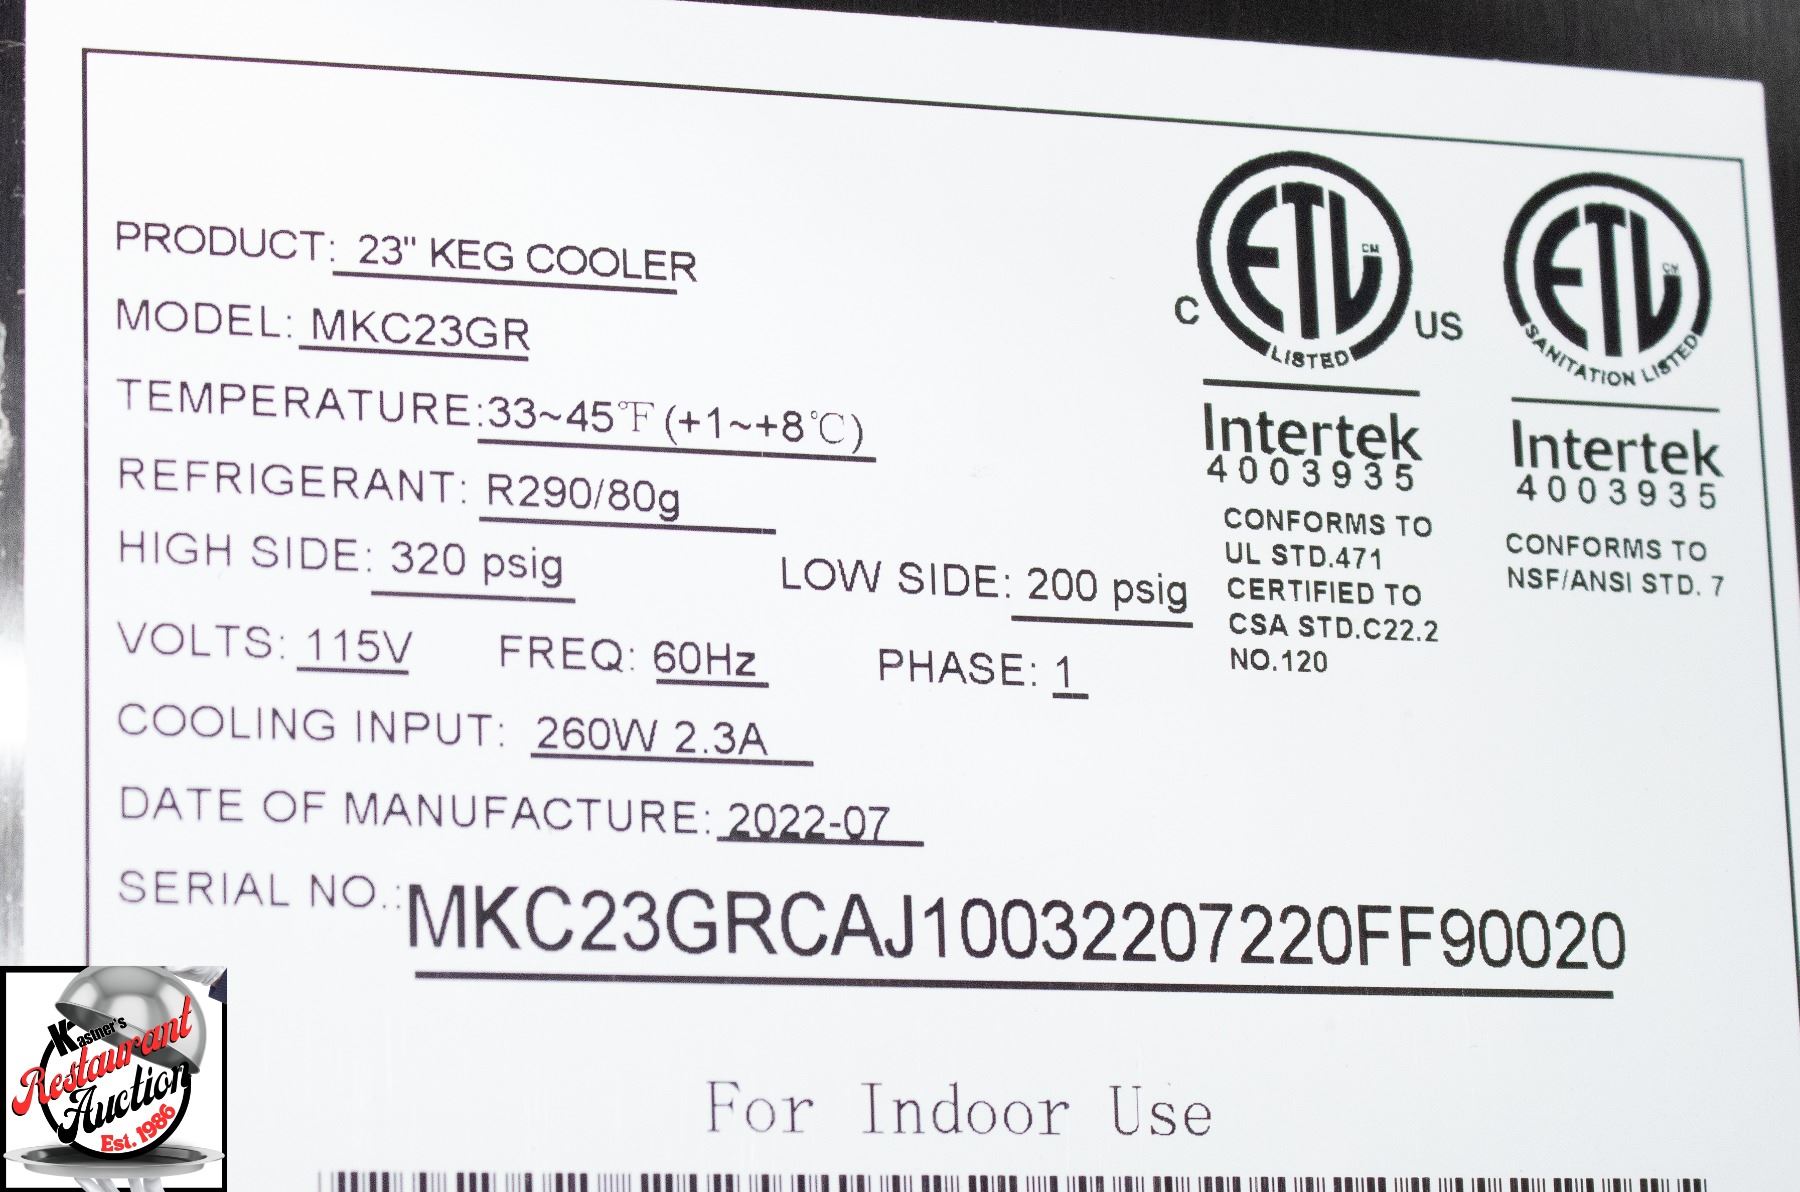 PRODUCT: 23" KEG COOLER
MODEL: MKC23GR
TEMPERATURE:33~45℉(+1~+8℃)
REFRIGERANT: R290/80g
HIGH SIDE: 320 psig LOW SIDE: 200 psig
VOLTS: 115V FREQ: 60Hz PHASE: 1
COOLING INPUT: 260W 2.3A
DATE OF MANUFACTURE: 2022-07
SERIAL NO.:MKC23GRCAJ10032207220FF90020
For Indoor Use
C ETL CM US
LISTED
Intertek
4003935
CONFORMS TO
UL STD.471
CERTIFIED TO
CSA STD.C22.2
NO.120
ETL CM
SANITATION LISTED
Intertek
4003935
CONFORMS TO
NSF/ANSI STD. 7
Kastner's
Restaurant
Auction
Est. 1986